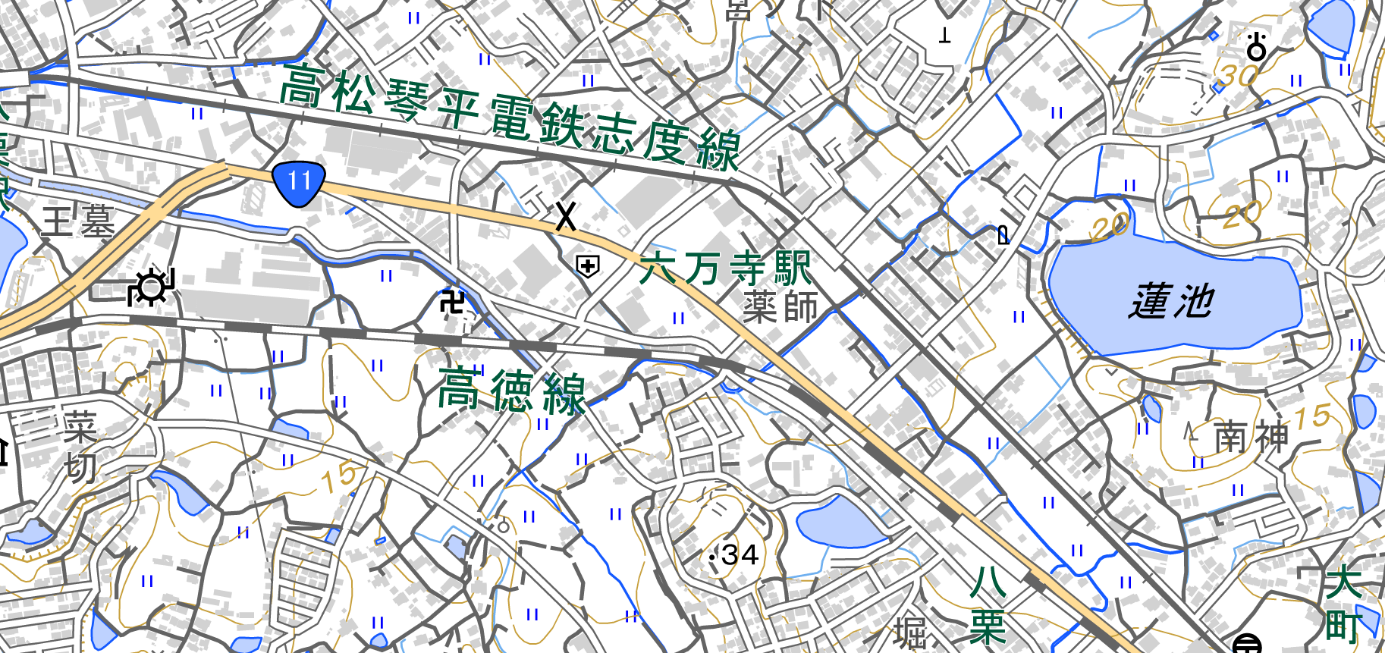 30
高松琴平電鉄志度線
11
王墓
20
20
六万寺駅
薬師
蓮池
高徳線
15
南神
菜切
15
34
八栗
大町
堀